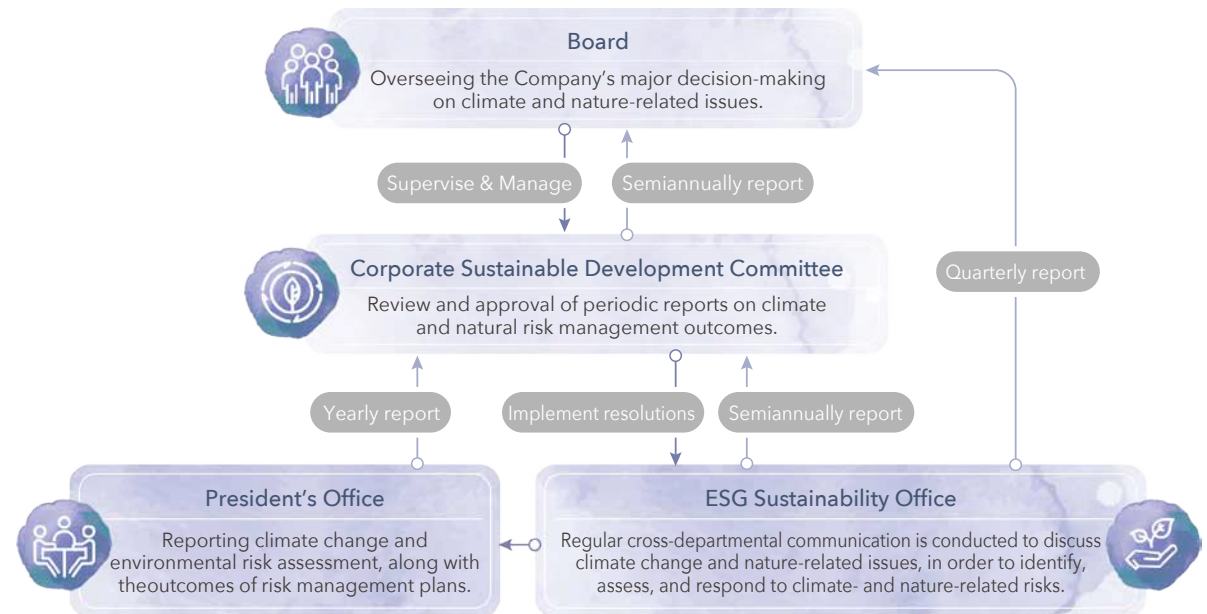 Board
Overseeing the Company's major decision-making
on climate and nature-related issues.
Supervise & Manage
Semiannually report
Corporate Sustainable Development Committee
Review and approval of periodic reports on climate
and natural risk management outcomes.
Quarterly report
Yearly report
Implement resolutions
Semiannually report
President's Office
Reporting climate change and
environmental risk assessment, along with
theoutcomes of risk management plans.
ESG Sustainability Office
Regular cross-departmental communication is conducted to discuss
climate change and nature-related issues, in order to identify,
assess, and respond to climate- and nature-related risks.